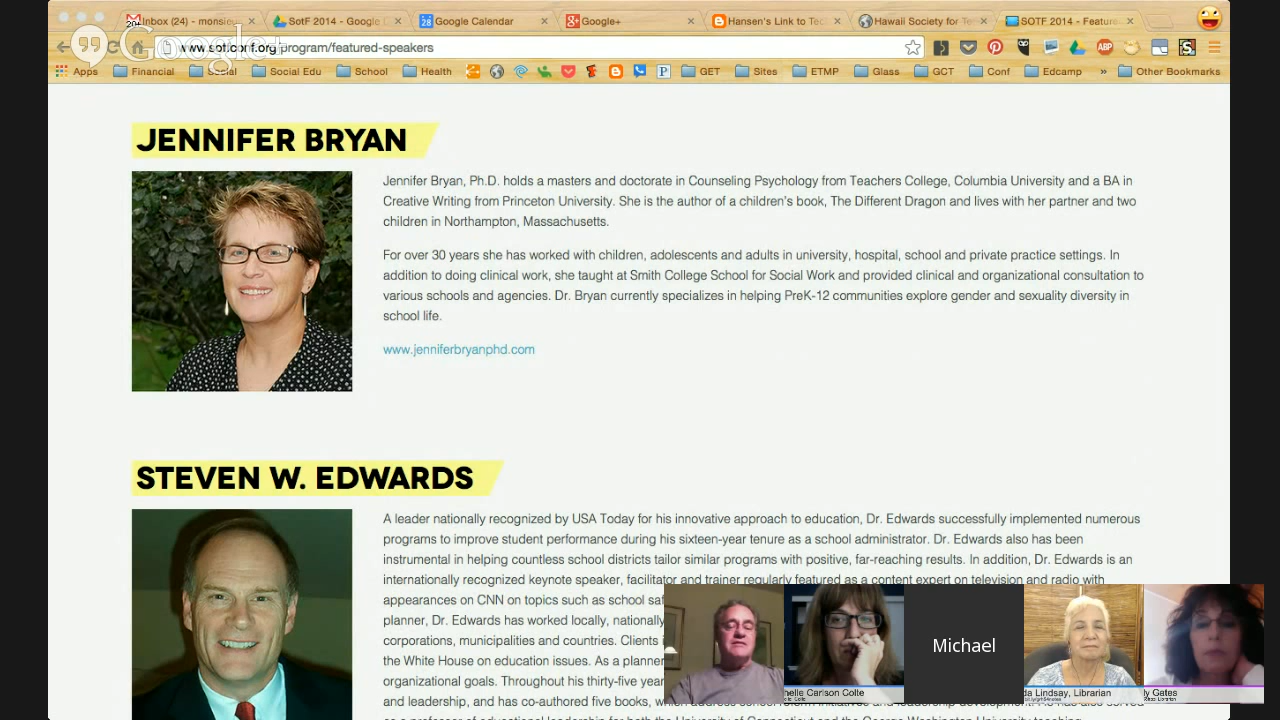 Inbox (24) - monsieu
SotF 2014 - Google D
Google Calendar
Google+
Hansen's Link to Tec
Hawaii Society for Te
SOTF 2014 - Feature
Google+
www.sotfconf.org/program/featured-speakers
Apps
Financial
Social
Social Edu
School
Health
GET
Sites
ETMP
Glass
GCT
Conf
Edcamp
»
Other Bookmarks
JENNIFER BRYAN
Jennifer Bryan, Ph.D. holds a masters and doctorate in Counseling Psychology from Teachers College, Columbia University and a BA in
Creative Writing from Princeton University. She is the author of a children's book, The Different Dragon and lives with her partner and two
children in Northampton, Massachusetts.
For over 30 years she has worked with children, adolescents and adults in university, hospital, school and private practice settings. In
addition to doing clinical work, she taught at Smith College School for Social Work and provided clinical and organizational consultation to
various schools and agencies. Dr. Bryan currently specializes in helping PreK-12 communities explore gender and sexuality diversity in
school life.
www.jenniferbryanphd.com
STEVEN W. EDWARDS
A leader nationally recognized by USA Today for his innovative approach to education, Dr. Edwards successfully implemented numerous
programs to improve student performance during his sixteen-year tenure as a school administrator. Dr. Edwards also has been
instrumental in helping countless school districts tailor similar programs with positive, far-reaching results. In addition, Dr. Edwards is an
internationally recognized keynote speaker, facilitator and trainer regularly featured as a content expert on television and radio with
appearances on CNN on topics such as school saf
planner, Dr. Edwards has worked locally, nationally
corporations, municipalities and countries. Clients i
the White House on education issues. As a planner
organizational goals. Throughout his thirty-five year
and leadership and has co-authored five books,
Michael
helle Carlson Colte
da Lindsay, Librarian
ly Gates